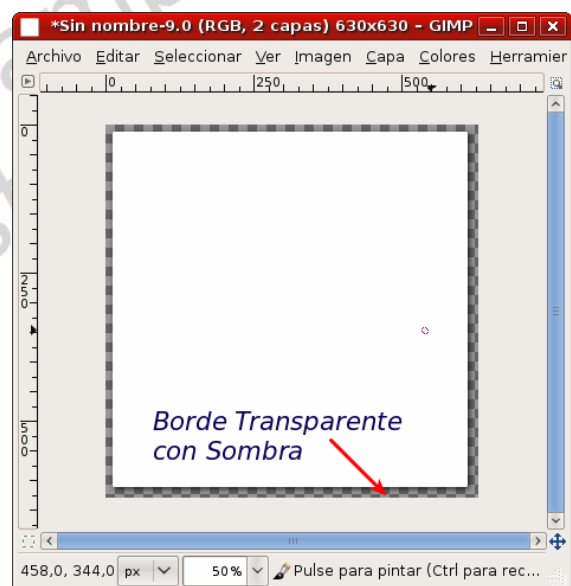 *Sin nombre-9.0 (RGB, 2 capas) 630x630 – GIMP
Archivo Editar Seleccionar Ver Imagen Capa Colores Herramier
0 250 500
0
250
500
Borde Transparente
con Sombra
458,0, 344,0 px 50% Pulse para pintar (Ctrl para rec...